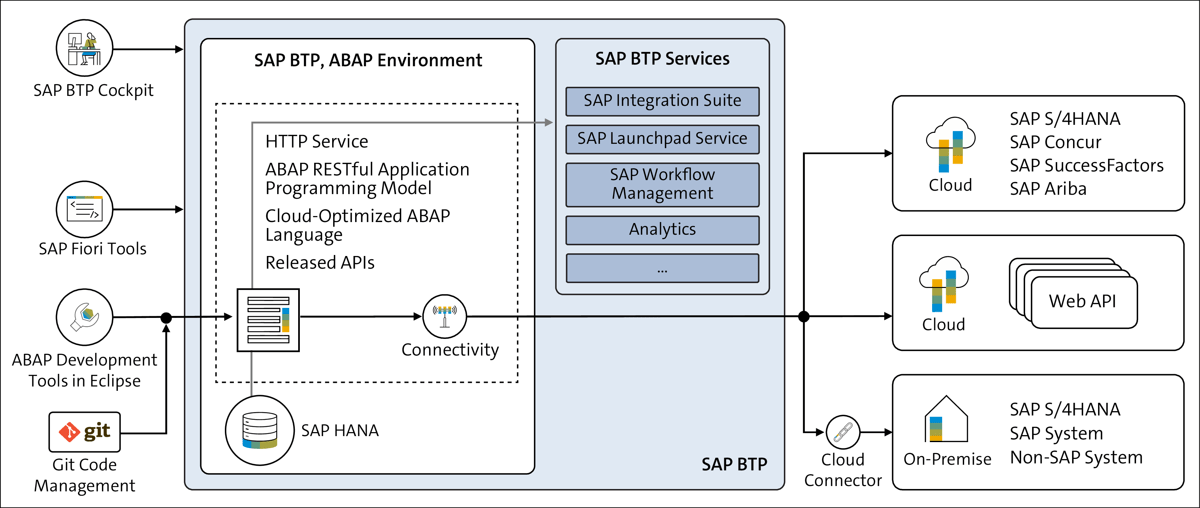 SAP BTP Cockpit
SAP Fiori Tools
ABAP Development
Tools in Eclipse
git
Git Code
Management
SAP BTP, ABAP Environment
HTTP Service
ABAP RESTful Application
Programming Model
Cloud-Optimized ABAP
Language
Released APIs
Connectivity
SAP HANA
SAP BTP Services
SAP Integration Suite
SAP Launchpad Service
SAP Workflow
Management
Analytics
...
SAP BTP
Cloud
SAP S/4HANA
SAP Concur
SAP SuccessFactors
SAP Ariba
Cloud
Web API
Cloud
Connector
On-Premise
SAP S/4HANA
SAP System
Non-SAP System